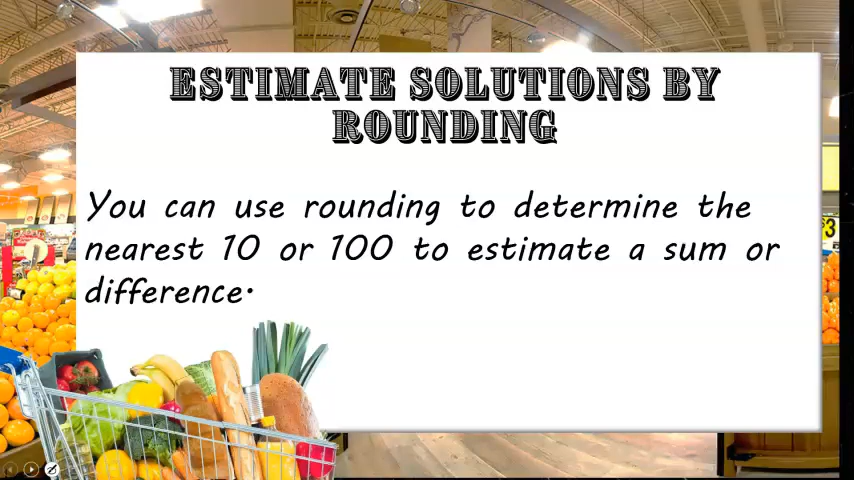 ESTIMATE SOLUTIONS BY
ROUNDING
You can use rounding to determine the
nearest 10 or 100 to estimate a sum or
difference.
$3